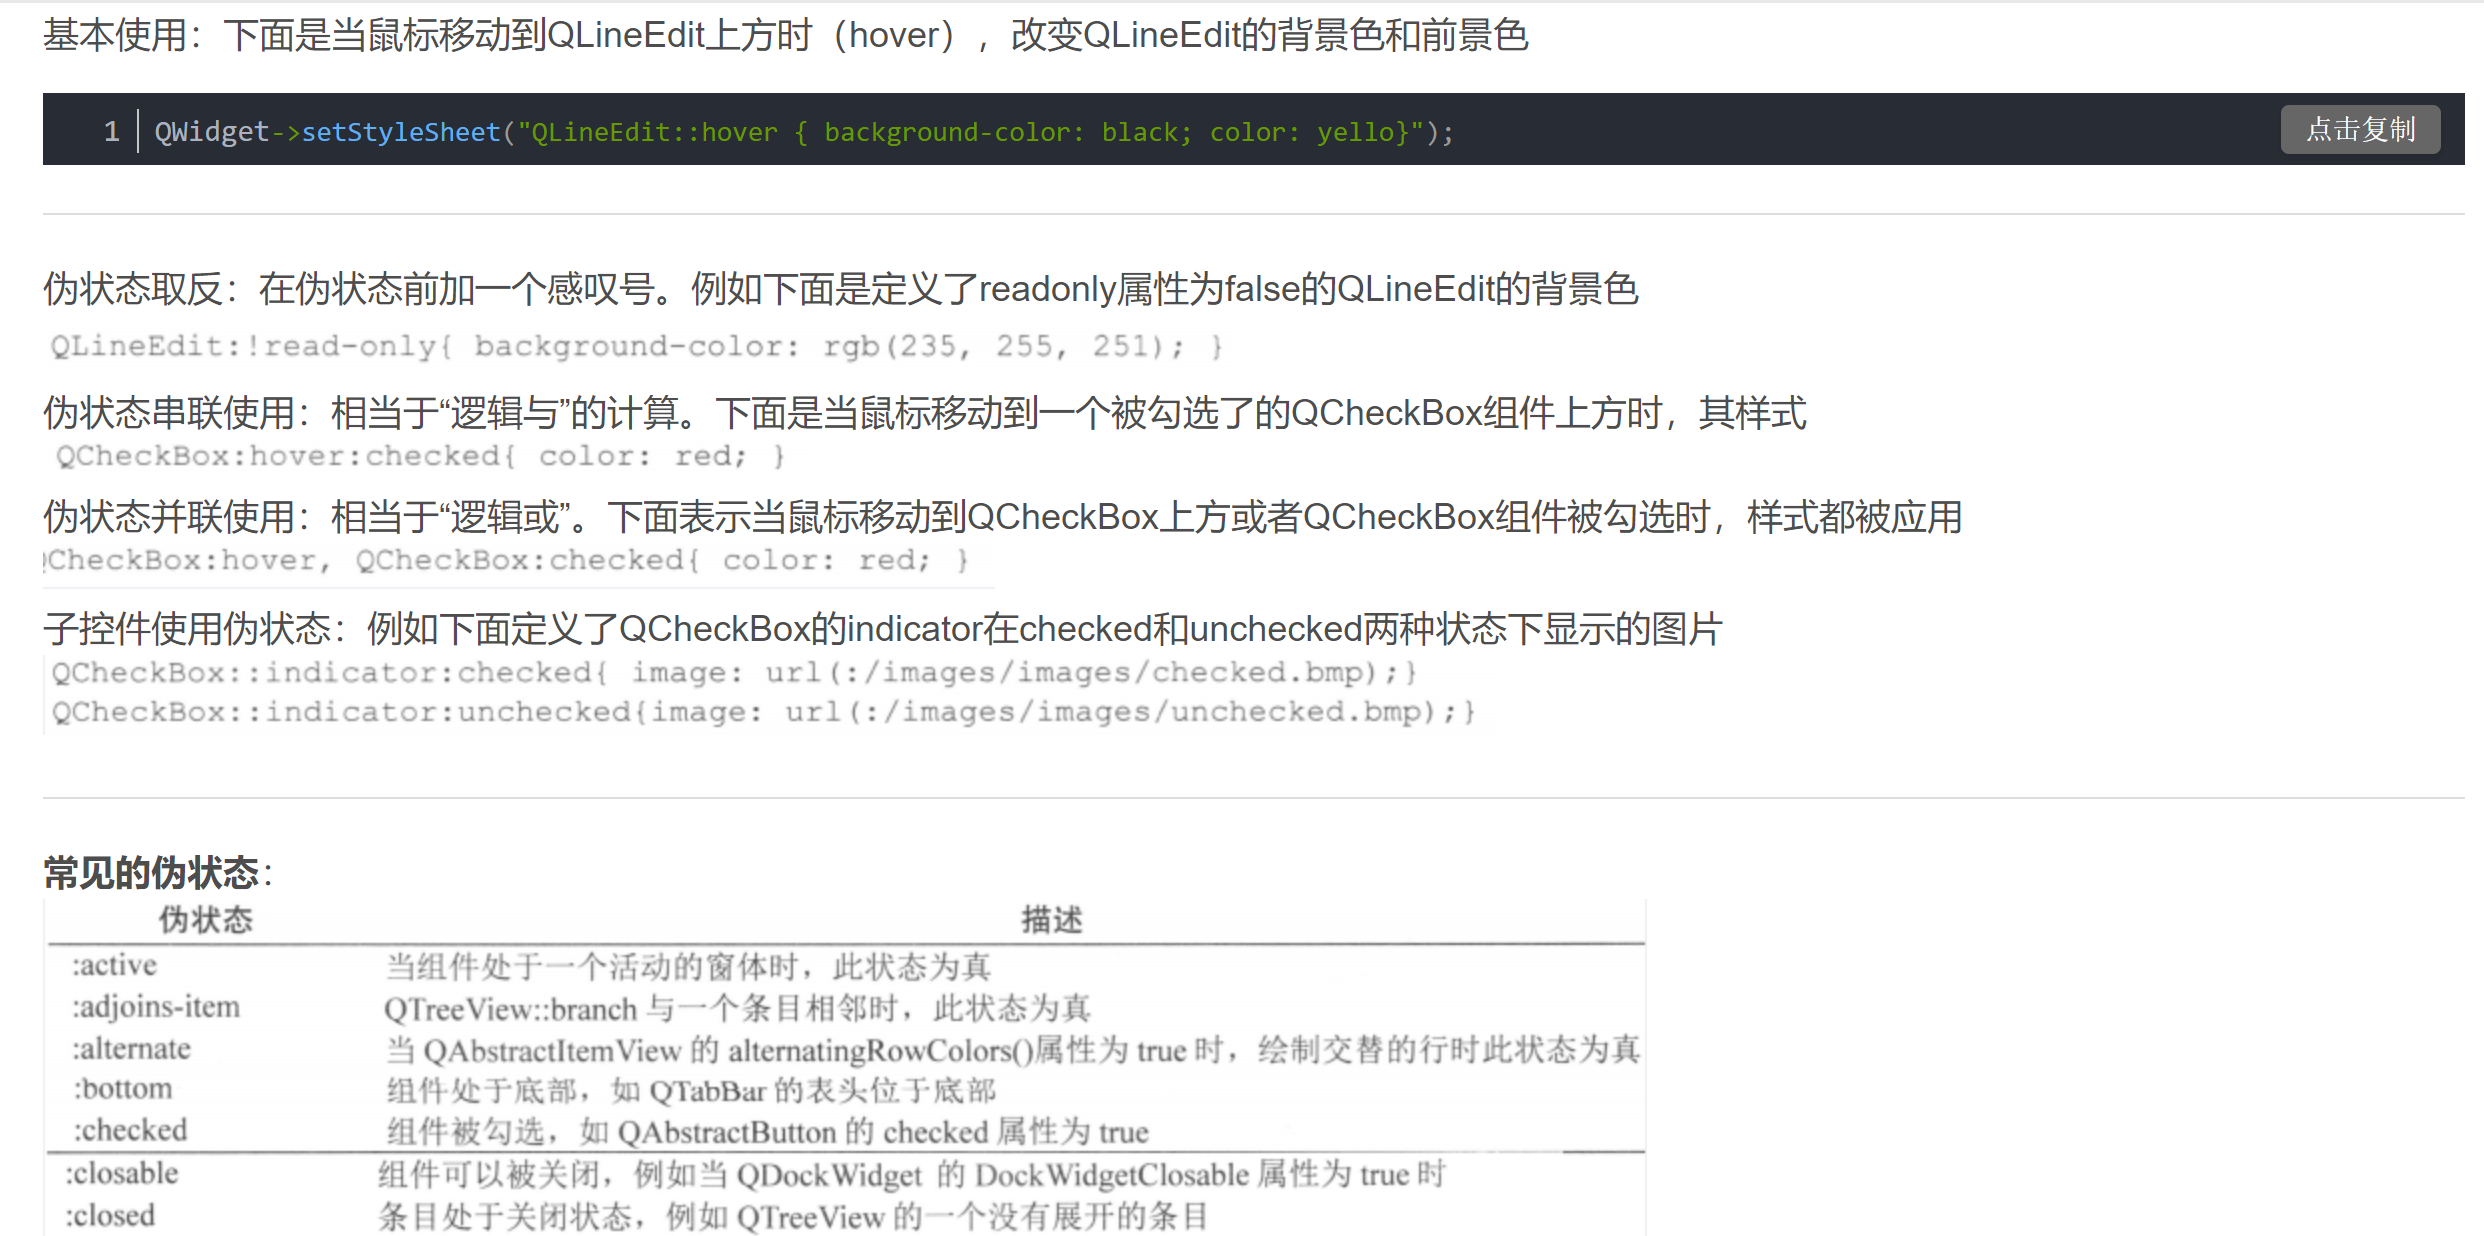 基本使用：下面是当鼠标移动到QLineEdit上方时（hover），改变QLineEdit的背景色和前景色
1 QWidget->setStyleSheet("QLineEdit::hover { background-color: black; color: yello}");
点击复制
伪状态取反：在伪状态前加一个感叹号。例如下面是定义了readonly属性为false的QLineEdit的背景色
QLineEdit:!read-only{ background-color: rgb(235, 255, 251); }
伪状态串联使用：相当于“逻辑与”的计算。下面是当鼠标移动到一个被勾选了的QCheckBox组件上方时，其样式
QCheckBox:hover:checked{ color: red; }
伪状态并联使用：相当于“逻辑或”。下面表示当鼠标移动到QCheckBox上方或者QCheckBox组件被勾选时，样式都被应用
QCheckBox:hover, QCheckBox:checked{ color: red; }
子控件使用伪状态：例如下面定义了QCheckBox的indicator在checked和unchecked两种状态下显示的图片
QCheckBox::indicator:checked{ image: url(:/images/images/checked.bmp);}
QCheckBox::indicator:unchecked{image: url(:/images/images/unchecked.bmp);}
常见的伪状态：
伪状态 描述
:active 当组件处于一个活动的窗体时，此状态为真
:adjoins-item QTreeView::branch 与一个条目相邻时，此状态为真
:alternate 当 QAbstractItemView 的 alternatingRowColors()属性为 true 时，绘制交替的行时此状态为真
:bottom 组件处于底部，如 QTabBar 的表头位于底部
:checked 组件被勾选，如 QAbstractButton 的 checked 属性为 true
:closable 组件可以被关闭，例如当 QDockWidget 的 DockWidgetClosable 属性为 true 时
:closed 条目处于关闭状态，例如 QTreeView 的一个没有展开的条目